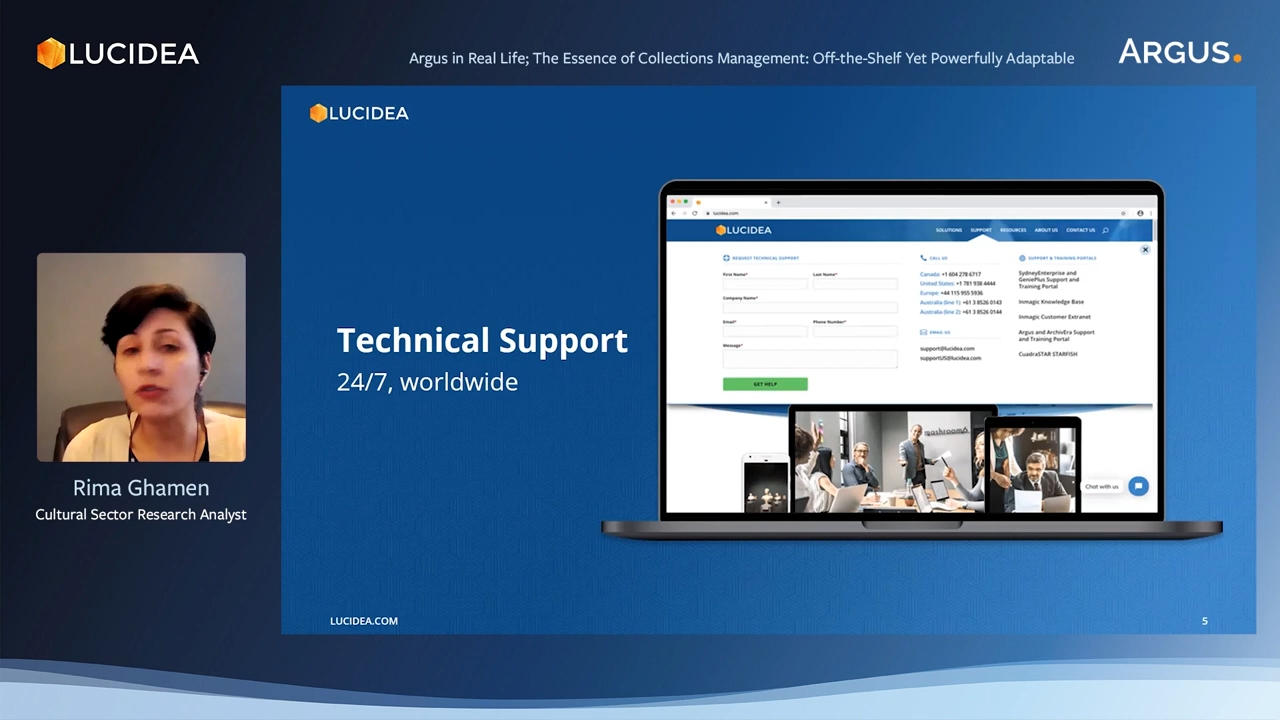 LUCIDEA
Argus in Real Life; The Essence of Collections Management: Off-the-Shelf Yet Powerfully Adaptable
ARGUS.
LUCIDEA
Technical Support
24/7, worldwide
lucidea.com
LUCIDEA
SOLUTIONS SUPPORT RESOURCES ABOUT US CONTACT US
REQUEST TECHNICAL SUPPORT
First Name* Last Name*
Company Name*
Email* Phone Number*
Message*
GET HELP
CALL US
Canada: +1 604 278 6717
United States: +1 781 938 4444
Europe: +44 115 955 5936
Australia (line 1): +61 3 8526 0143
Australia (line 2): +61 3 8526 0144
EMAIL US
support@lucidea.com
supportUS@lucidea.com
SUPPORT & TRAINING PORTALS
SydneyEnterprise and
GeniePlus Support and
Training Portal
Inmagic Knowledge Base
Inmagic Customer Extranet
Argus and ArchivEra Support
and Training Portal
CuadraSTAR STARFISH
Chat with us
Rima Ghamen
Cultural Sector Research Analyst
LUCIDEA.COM
5